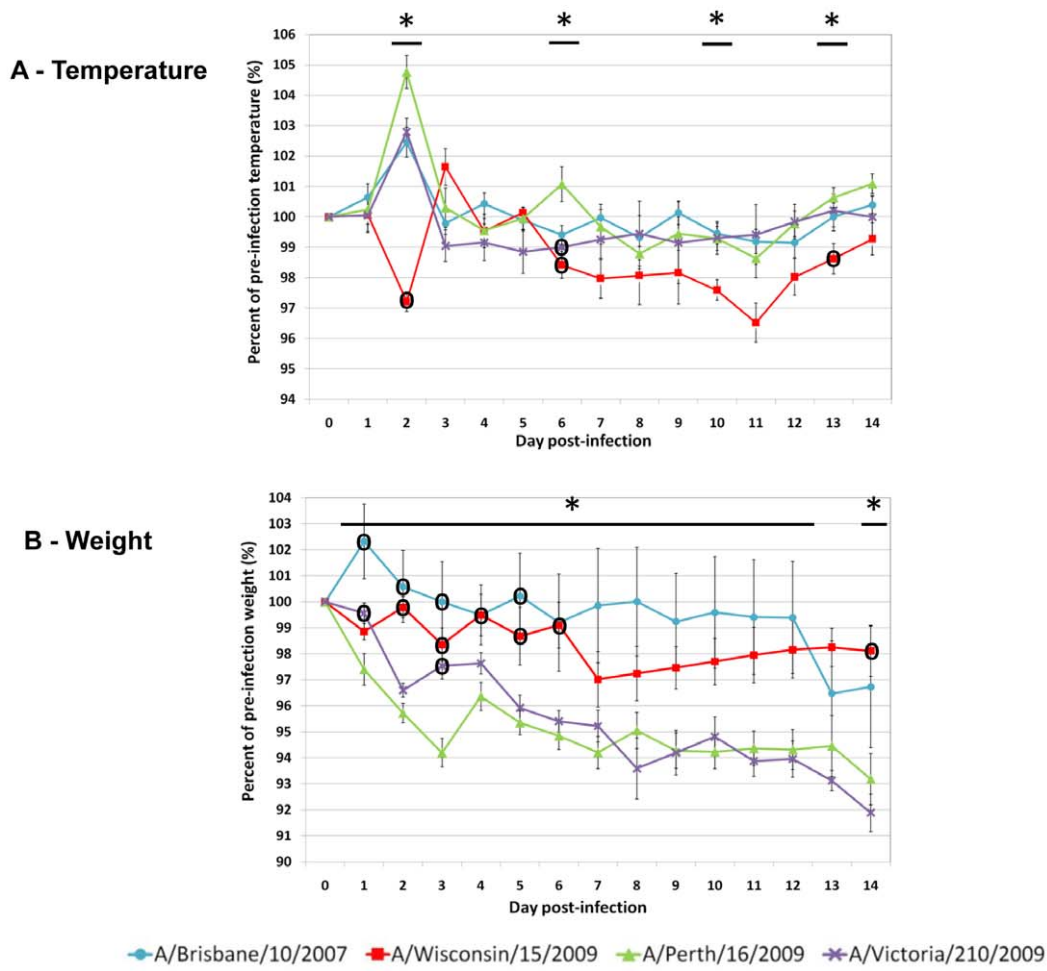 A - Temperature
* * * *
Percent of pre-infection temperature (%)
106
105
104
103
102
101
100
99
98
97
96
95
94
0 1 2 3 4 5 6 7 8 9 10 11 12 13 14
Day post-infection
B - Weight
* *
Percent of pre-infection weight (%)
104
103
102
101
100
99
98
97
96
95
94
93
92
91
90
0 1 2 3 4 5 6 7 8 9 10 11 12 13 14
Day post-infection
A/Brisbane/10/2007 A/Wisconsin/15/2009 A/Perth/16/2009 A/Victoria/210/2009